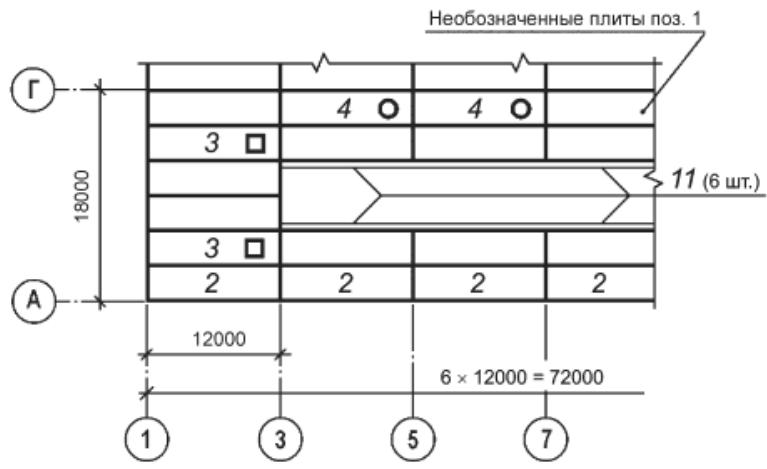 Необозначенные плиты поз. 1
Г
4 4
3
11 (6 шт.)
18000
3
А
2 2 2 2
12000
6 × 12000 = 72000
1 3 5 7